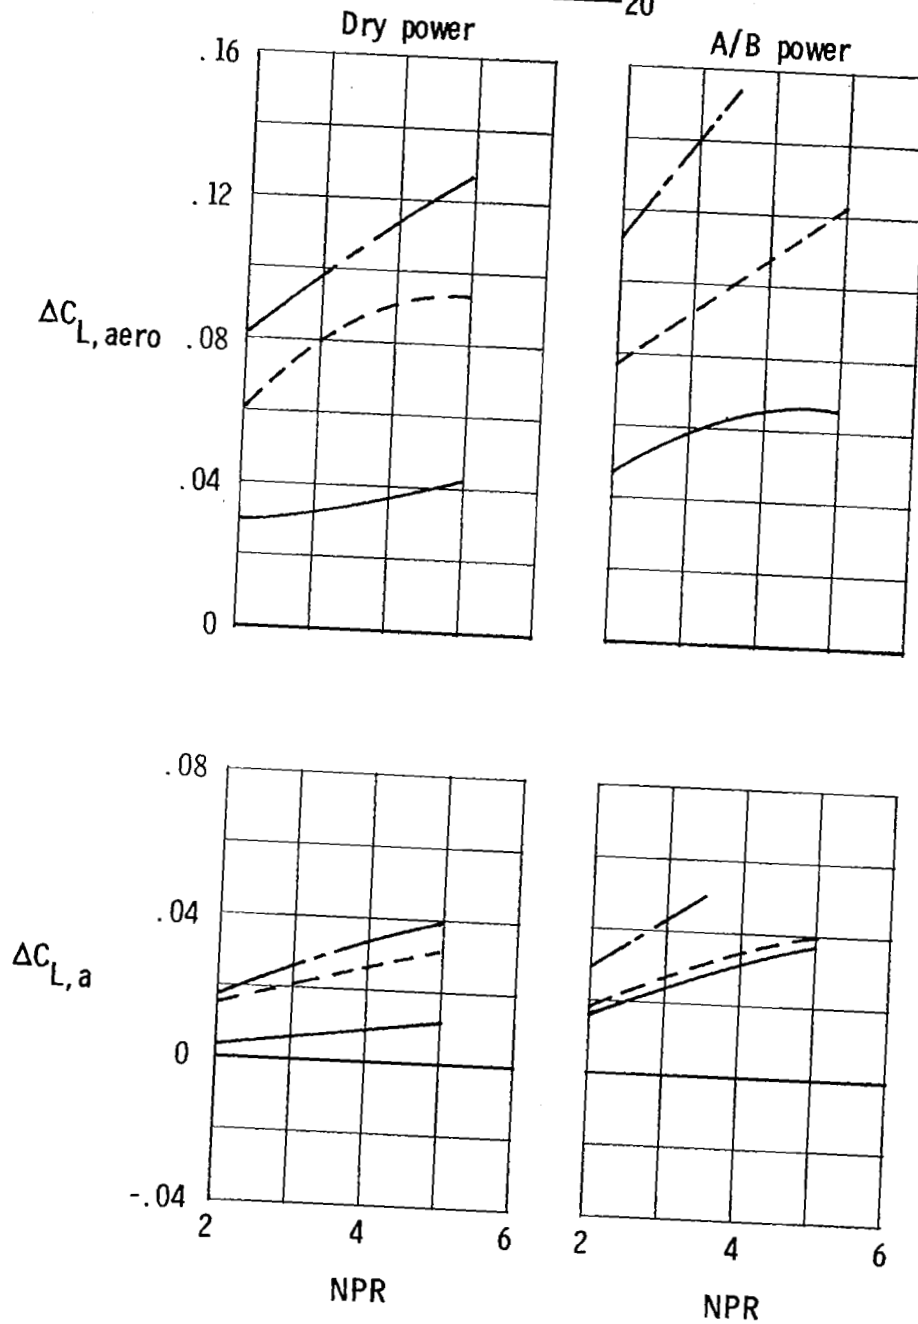 20
Dry power
A/B power
.16
.12
ΔC_L,aero
.08
.04
0
.08
.04
ΔC_L,a
0
-.04
2
4
6
2
4
6
NPR
NPR